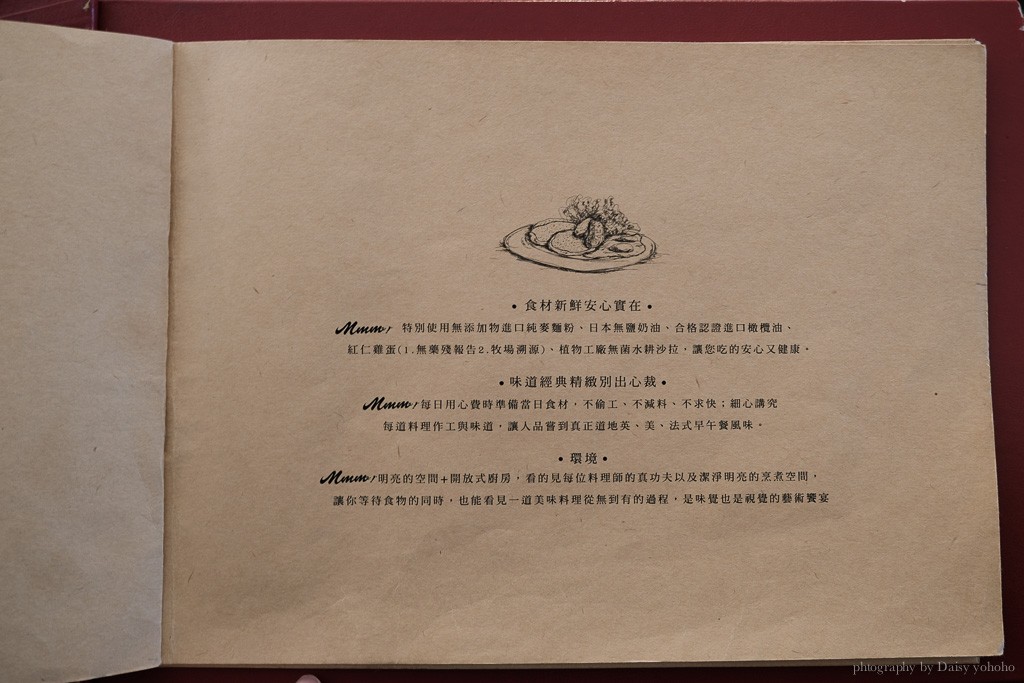 • 食材新鮮安心實在 •
Mmm! 特別使用無添加物進口純麥麵粉、日本無鹽奶油、合格認證進口橄欖油、
紅仁雞蛋(1.無藥殘報告2.牧場溯源)、植物工廠無菌水耕沙拉，讓您吃的安心又健康。
• 味道經典精緻別出心裁 •
Mmm! 每日用心費時準備當日食材，不偷工、不減料、不求快；細心講究
每道料理作工與味道，讓人品嘗到真正道地英、美、法式早午餐風味。
• 環境 •
Mmm! 明亮的空間+開放式廚房，看的見每位料理師的真功夫以及潔淨明亮的烹煮空間，
讓你等待食物的同時，也能看見一道美味料理從無到有的過程，是味覺也是視覺的藝術饗宴
phtography by Daisy yohoho